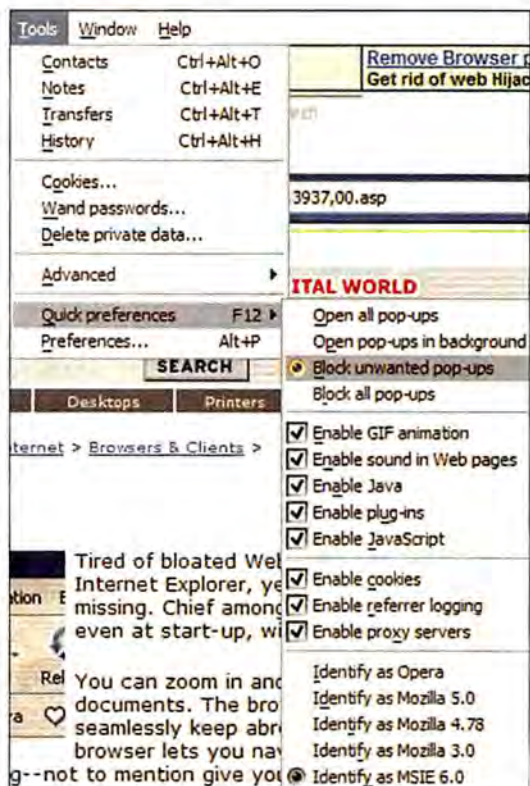 Tools Window Help
Contacts Ctrl+Alt+O
Notes Ctrl+Alt+E
Transfers Ctrl+Alt+T
History Ctrl+Alt+H
Cookies...
Wand passwords...
Delete private data...
Advanced
Quick preferences F12
Preferences... Alt+P
Remove Browser
Get rid of web Hijac
3937,00.asp
ITAL WORLD
Open all pop-ups
Open pop-ups in background
Block unwanted pop-ups
Block all pop-ups
Enable GIF animation
Enable sound in Web pages
Enable Java
Enable plug-ins
Enable JavaScript
Enable cookies
Enable referrer logging
Enable proxy servers
Identify as Opera
Identify as Mozilla 5.0
Identify as Mozilla 4.78
Identify as Mozilla 3.0
Identify as MSIE 6.0
SEARCH
Desktops Printers
ternet > Browsers & Clients >
Tired of bloated Wel
Internet Explorer, ye
missing. Chief among
even at start-up, wi
You can zoom in and
documents. The bro
seamlessly keep abr
browser lets you nav
g--not to mention give you